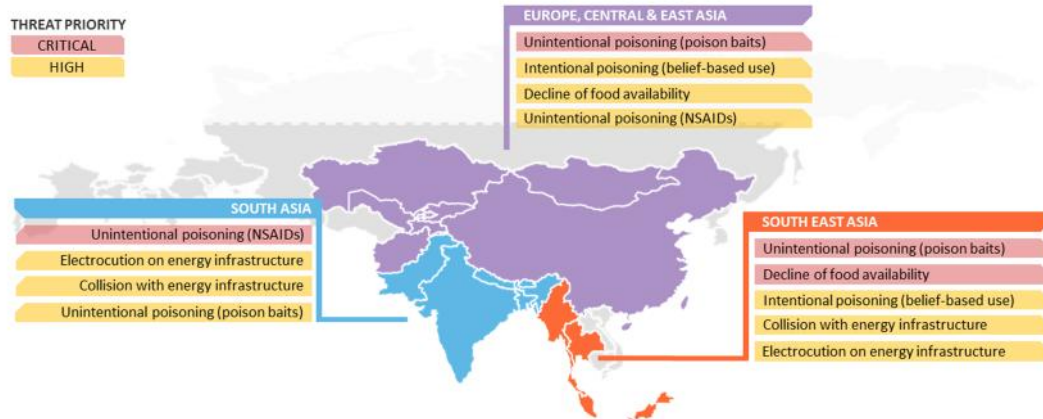 THREAT PRIORITY
CRITICAL
HIGH
EUROPE, CENTRAL & EAST ASIA
Unintentional poisoning (poison baits)
Intentional poisoning (belief-based use)
Decline of food availability
Unintentional poisoning (NSAIDs)
SOUTH ASIA
Unintentional poisoning (NSAIDs)
Electrocution on energy infrastructure
Collision with energy infrastructure
Unintentional poisoning (poison baits)
SOUTH EAST ASIA
Unintentional poisoning (poison baits)
Decline of food availability
Intentional poisoning (belief-based use)
Collision with energy infrastructure
Electrocution on energy infrastructure